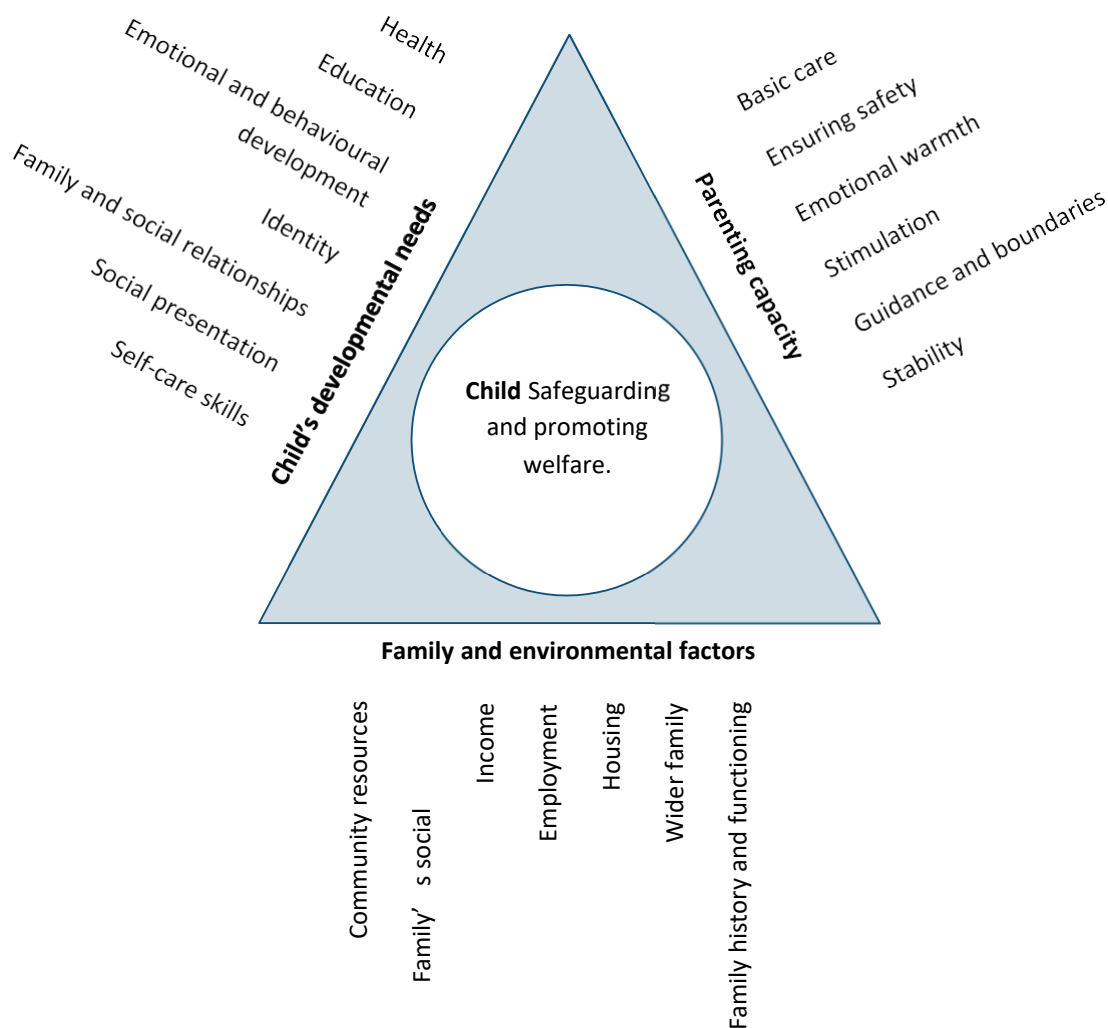 Health
Education
Emotional and behavioural
development
Identity
Family and social relationships
Social presentation
Self-care skills
Child's developmental needs
Basic care
Ensuring safety
Emotional warmth
Stimulation
Guidance and boundaries
Stability
Parenting capacity
Child Safeguarding
and promoting
welfare.
Family and environmental factors
Community resources
Family' s social
Income
Employment
Housing
Wider family
Family history and functioning